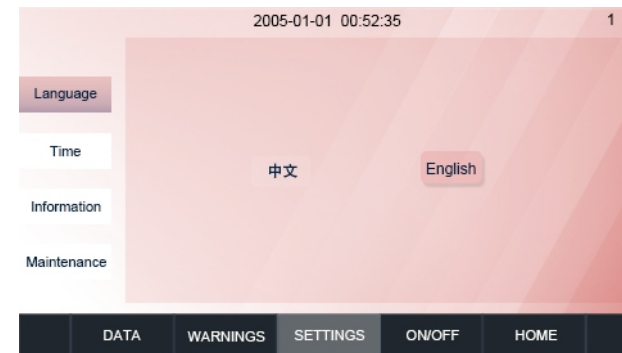 2005-01-01 00:52:35 1
Language
Time
中文 English
Information
Maintenance
DATA WARNINGS SETTINGS ON/OFF HOME